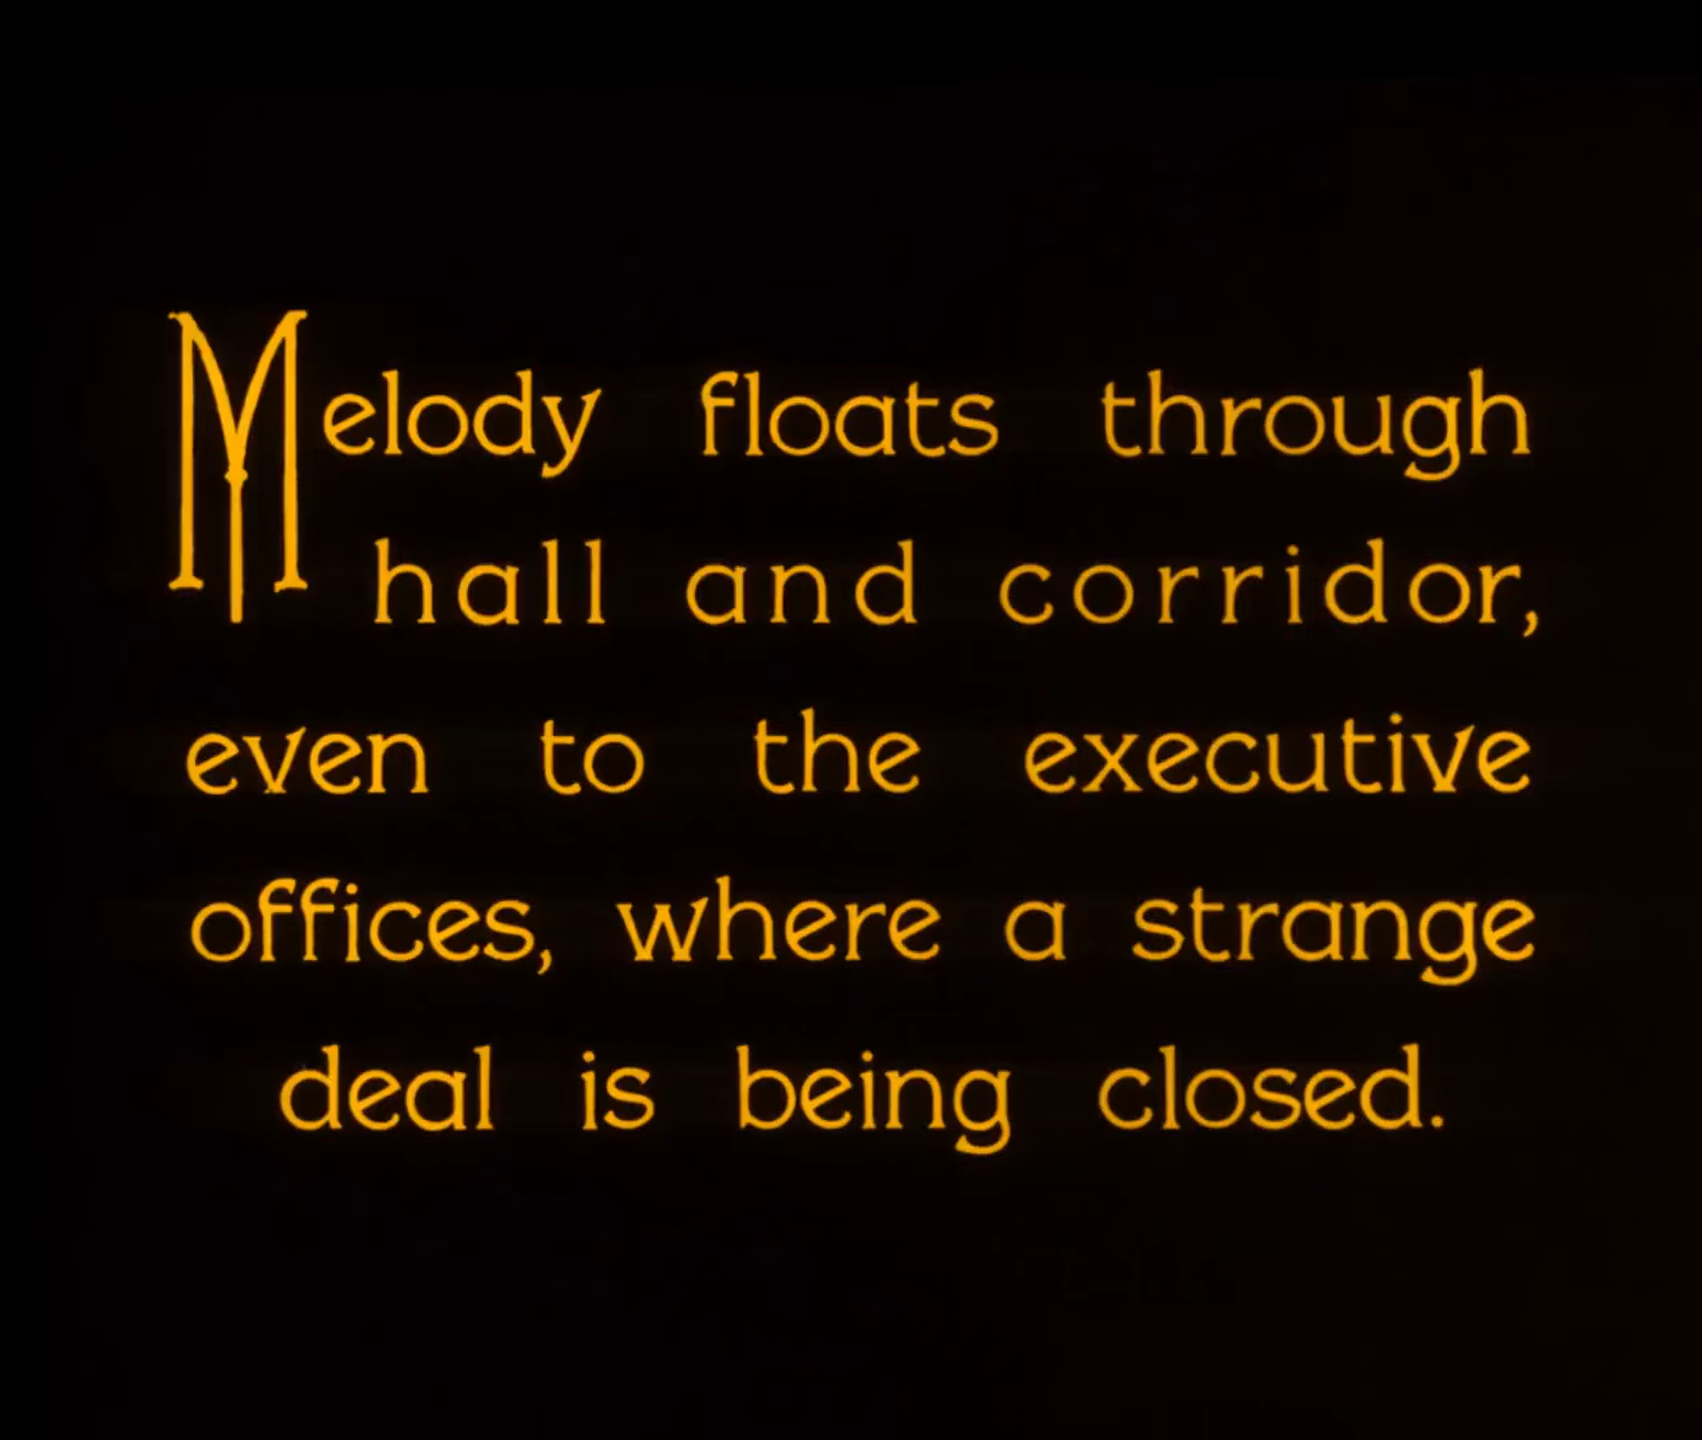 Melody floats through
hall and corridor,
even to the executive
offices, where a strange
deal is being closed.